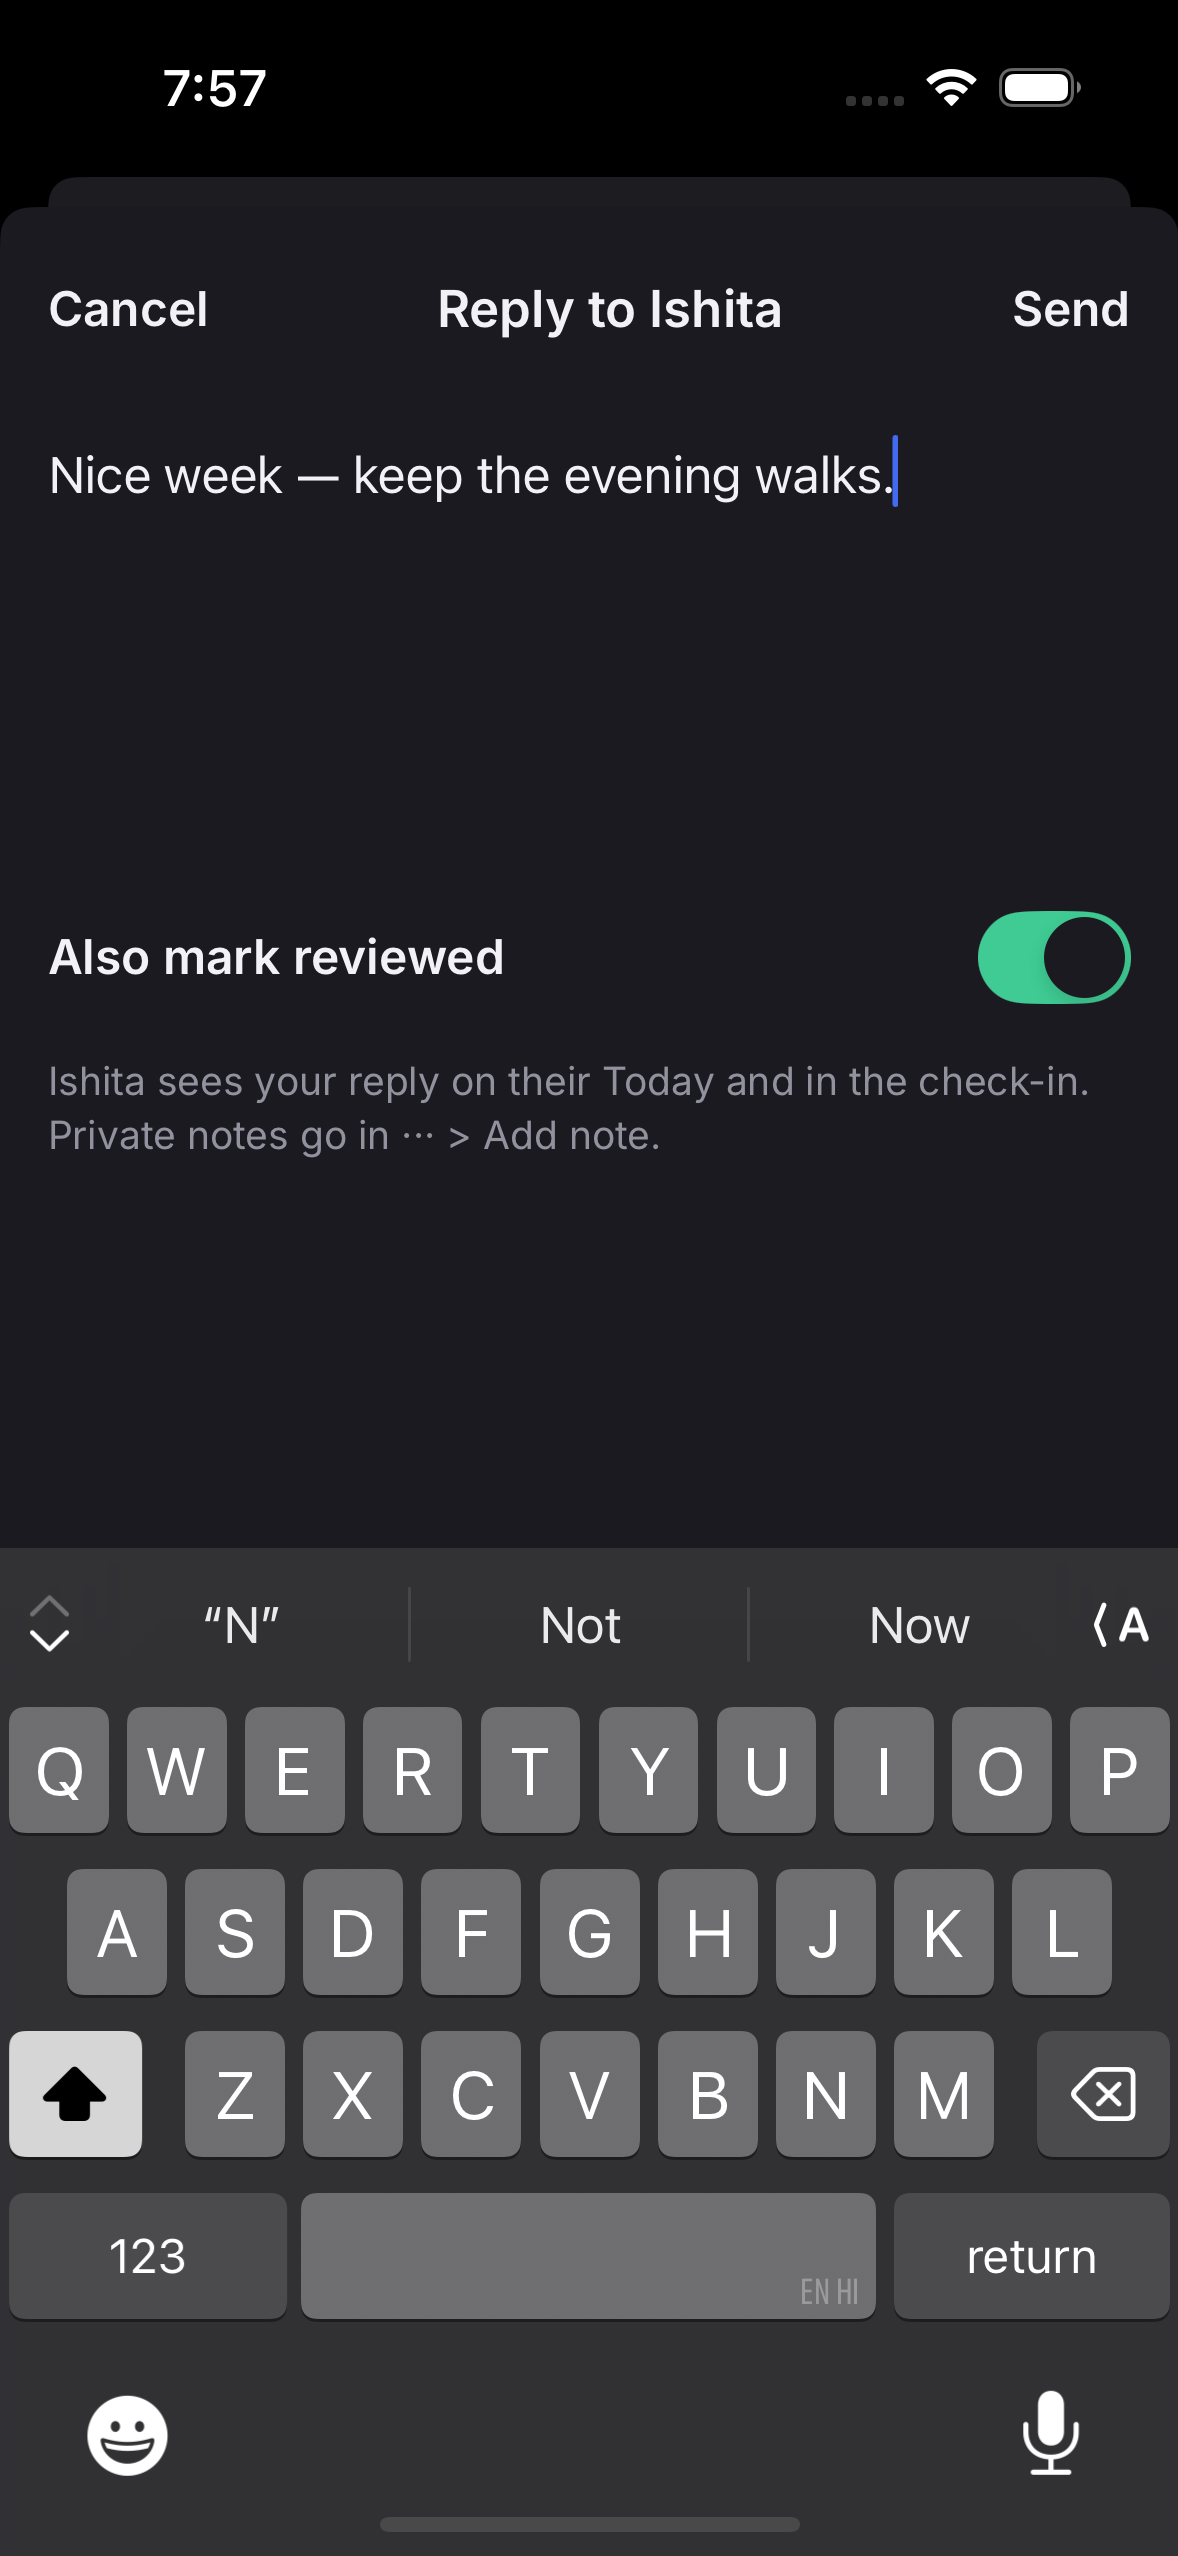 7:57
Cancel Reply to Ishita Send
Nice week — keep the evening walks.
Also mark reviewed
Ishita sees your reply on their Today and in the check-in.
Private notes go in ··· > Add note.
“N” Not Now A
Q W E R T Y U I O P
A S D F G H J K L
Z X C V B N M
123 EN HI return